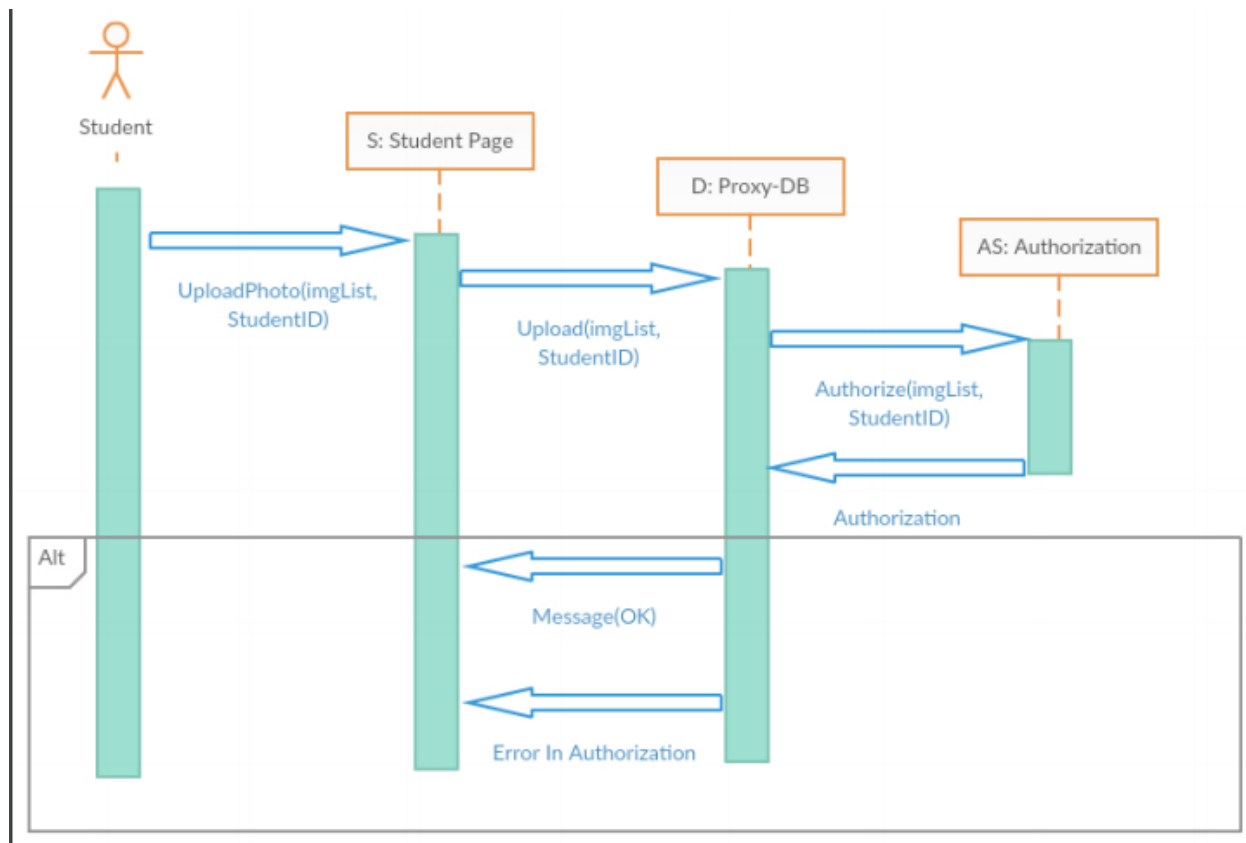 Student
S: Student Page
D: Proxy-DB
AS: Authorization
UploadPhoto(imgList,
StudentID)
Upload(imgList,
StudentID)
Authorize(imgList,
StudentID)
Authorization
Alt
Message(OK)
Error In Authorization